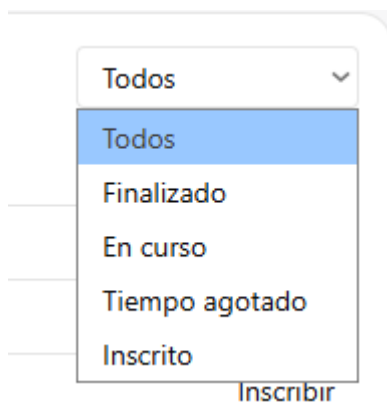 Todos
Todos
Finalizado
En curso
Tiempo agotado
Inscrito
Inscribir